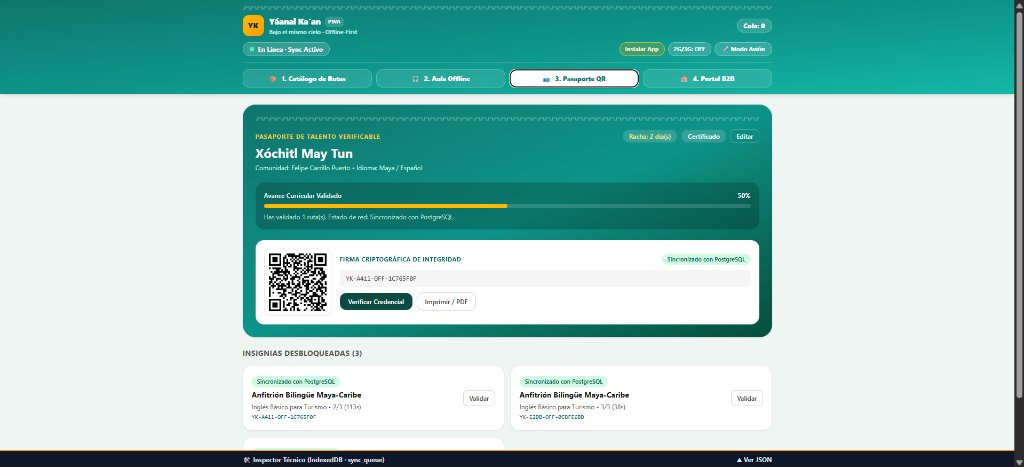 YK
Yáanal Ka´an PWA
Bajo el mismo cielo · Offline-First
Cola: 0
En Línea · Sync Activo
Instalar App
2G/3G: OFF
Modo Avión
1. Catálogo de Rutas
2. Aula Offline
3. Pasaporte QR
4. Portal B2B
PASAPORTE DE TALENTO VERIFICABLE
Racha: 2 día(s)
Certificado
Editar
Xóchitl May Tun
Comunidad: Felipe Carrillo Puerto • Idioma: Maya / Español
Avance Curricular Validado
50%
Has validado 1 ruta(s). Estado de red: Sincronizado con PostgreSQL.
FIRMA CRIPTOGRÁFICA DE INTEGRIDAD
Sincronizado con PostgreSQL
YK-A411-OFF-1C765F0F
Verificar Credencial
Imprimir / PDF
INSIGNIAS DESBLOQUEADAS (3)
Sincronizado con PostgreSQL
Anfitrión Bilingüe Maya-Caribe
Inglés Básico para Turismo • 2/3 (113s)
YK-A411-OFF-1C765F0F
Validar
Sincronizado con PostgreSQL
Anfitrión Bilingüe Maya-Caribe
Inglés Básico para Turismo • 3/3 (38s)
Validar
Inspector Técnico (IndexedDB · sync_queue)
▲ Ver JSON